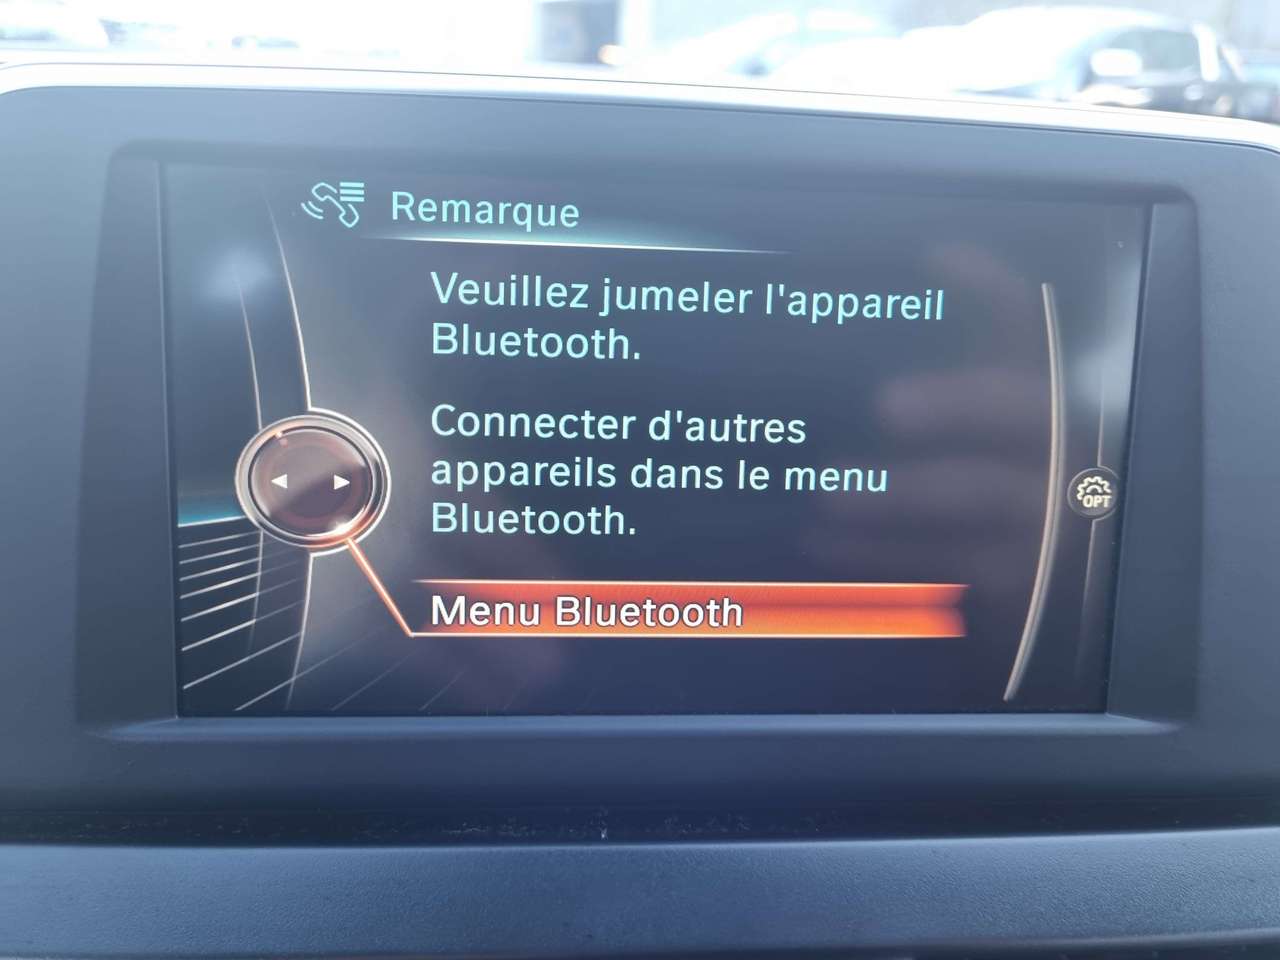 Remarque
Veuillez jumeler l'appareil
Bluetooth.
Connecter d'autres
appareils dans le menu
Bluetooth.
OPT
Menu Bluetooth